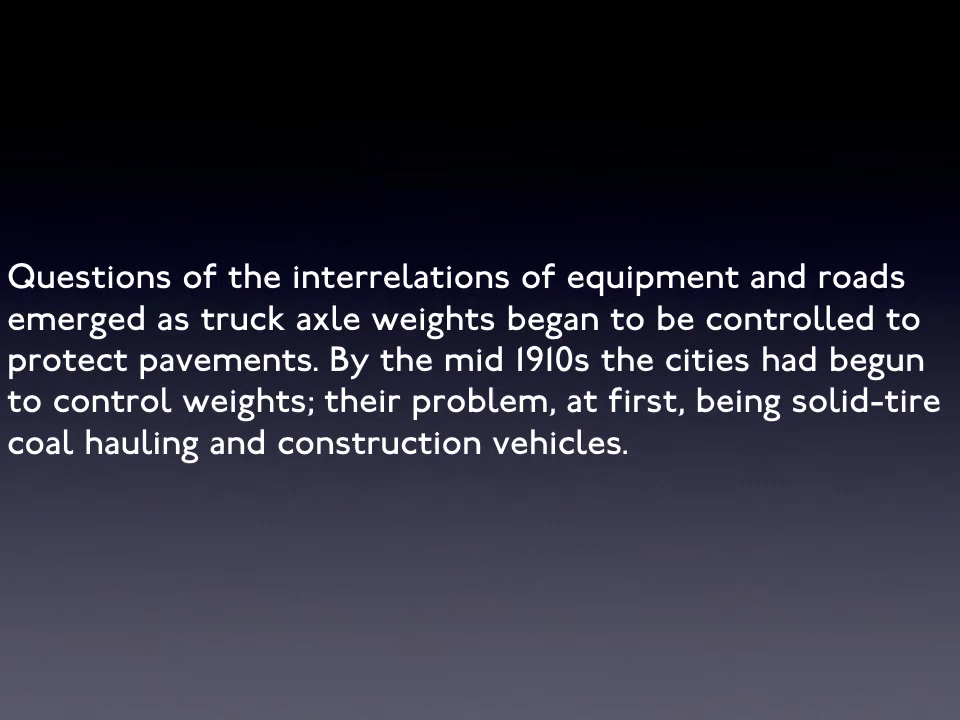 Questions of the interrelations of equipment and roads
emerged as truck axle weights began to be controlled to
protect pavements. By the mid 1910s the cities had begun
to control weights; their problem, at first, being solid-tire
coal hauling and construction vehicles.